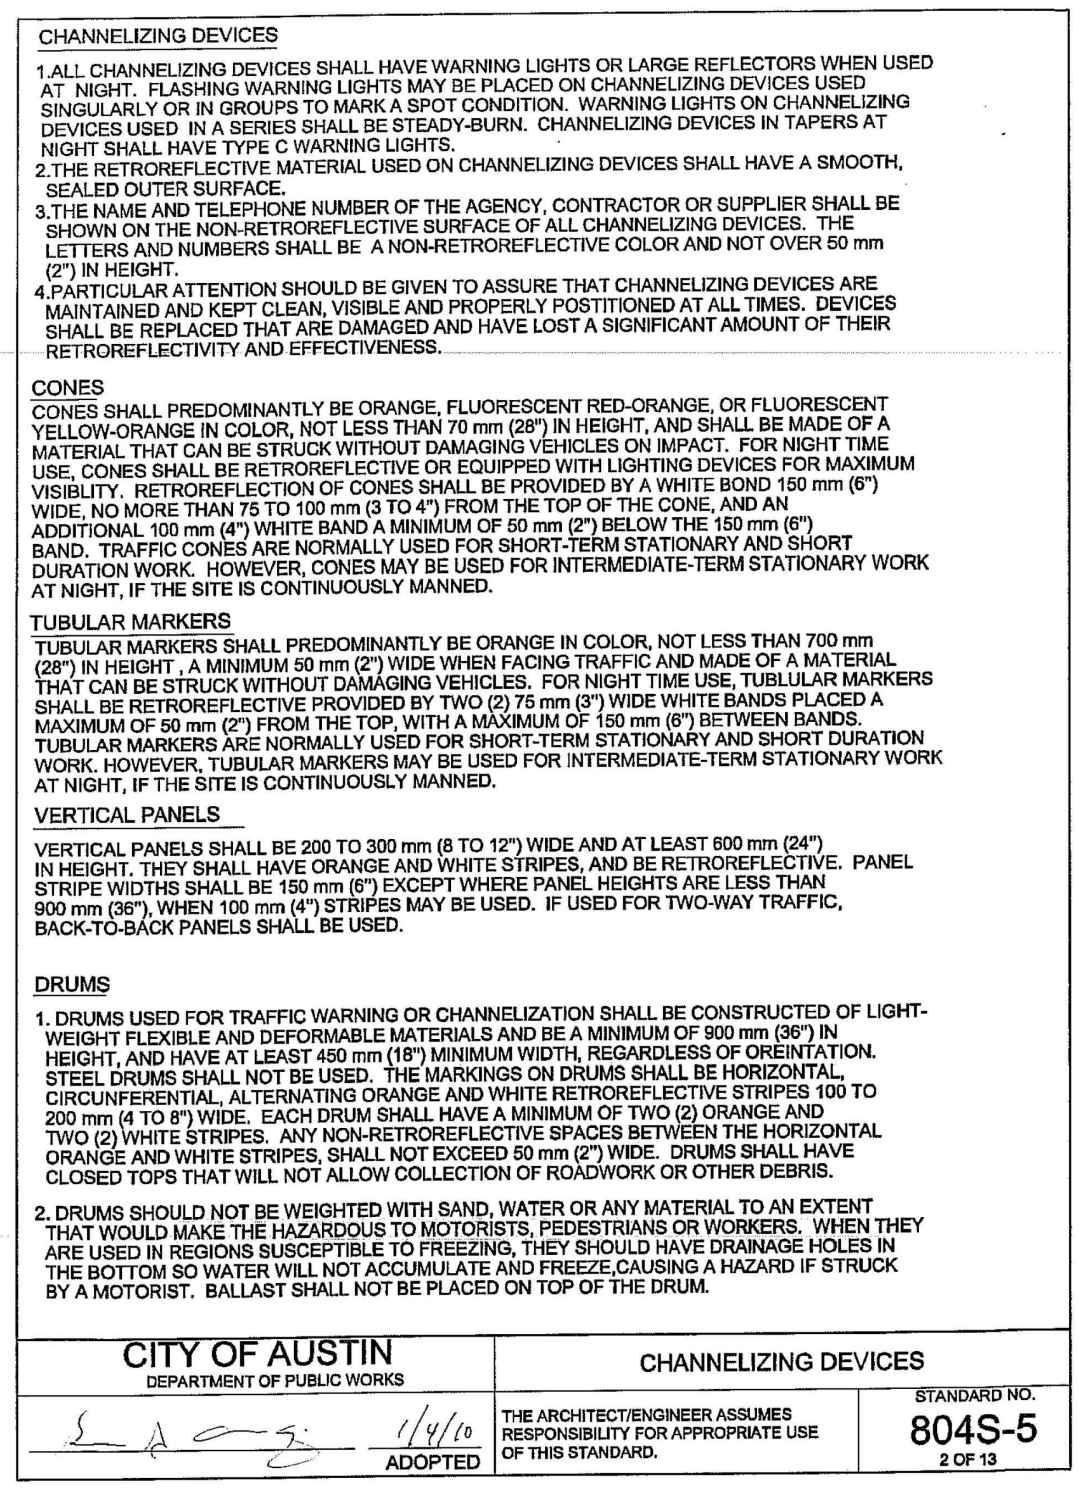 CHANNELIZING DEVICES
1.ALL CHANNELIZING DEVICES SHALL HAVE WARNING LIGHTS OR LARGE REFLECTORS WHEN USED
AT NIGHT. FLASHING WARNING LIGHTS MAY BE PLACED ON CHANNELIZING DEVICES USED
SINGULARLY OR IN GROUPS TO MARK A SPOT CONDITION. WARNING LIGHTS ON CHANNELIZING
DEVICES USED IN A SERIES SHALL BE STEADY-BURN. CHANNELIZING DEVICES IN TAPERS AT
NIGHT SHALL HAVE TYPE C WARNING LIGHTS.
2.THE RETROREFLECTIVE MATERIAL USED ON CHANNELIZING DEVICES SHALL HAVE A SMOOTH,
SEALED OUTER SURFACE.
3.THE NAME AND TELEPHONE NUMBER OF THE AGENCY, CONTRACTOR OR SUPPLIER SHALL BE
SHOWN ON THE NON-RETROREFLECTIVE SURFACE OF ALL CHANNELIZING DEVICES. THE
LETTERS AND NUMBERS SHALL BE A NON-RETROREFLECTIVE COLOR AND NOT OVER 50 mm
(2") IN HEIGHT.
4.PARTICULAR ATTENTION SHOULD BE GIVEN TO ASSURE THAT CHANNELIZING DEVICES ARE
MAINTAINED AND KEPT CLEAN, VISIBLE AND PROPERLY POSTITIONED AT ALL TIMES. DEVICES
SHALL BE REPLACED THAT ARE DAMAGED AND HAVE LOST A SIGNIFICANT AMOUNT OF THEIR
RETROREFLECTIVITY AND EFFECTIVENESS.
CONES
CONES SHALL PREDOMINANTLY BE ORANGE, FLUORESCENT RED-ORANGE, OR FLUORESCENT
YELLOW-ORANGE IN COLOR, NOT LESS THAN 70 mm (28") IN HEIGHT, AND SHALL BE MADE OF A
MATERIAL THAT CAN BE STRUCK WITHOUT DAMAGING VEHICLES ON IMPACT. FOR NIGHT TIME
USE, CONES SHALL BE RETROREFLECTIVE OR EQUIPPED WITH LIGHTING DEVICES FOR MAXIMUM
VISIBLITY. RETROREFLECTION OF CONES SHALL BE PROVIDED BY A WHITE BOND 150 mm (6")
WIDE, NO MORE THAN 75 TO 100 mm (3 TO 4") FROM THE TOP OF THE CONE, AND AN
ADDITIONAL 100 mm (4") WHITE BAND A MINIMUM OF 50 mm (2") BELOW THE 150 mm (6")
BAND. TRAFFIC CONES ARE NORMALLY USED FOR SHORT-TERM STATIONARY AND SHORT
DURATION WORK. HOWEVER, CONES MAY BE USED FOR INTERMEDIATE-TERM STATIONARY WORK
AT NIGHT, IF THE SITE IS CONTINUOUSLY MANNED.
TUBULAR MARKERS
TUBULAR MARKERS SHALL PREDOMINANTLY BE ORANGE IN COLOR, NOT LESS THAN 700 mm
(28") IN HEIGHT , A MINIMUM 50 mm (2") WIDE WHEN FACING TRAFFIC AND MADE OF A MATERIAL
THAT CAN BE STRUCK WITHOUT DAMAGING VEHICLES. FOR NIGHT TIME USE, TUBLULAR MARKERS
SHALL BE RETROREFLECTIVE PROVIDED BY TWO (2) 75 mm (3") WIDE WHITE BANDS PLACED A
MAXIMUM OF 50 mm (2") FROM THE TOP, WITH A MAXIMUM OF 150 mm (6") BETWEEN BANDS.
TUBULAR MARKERS ARE NORMALLY USED FOR SHORT-TERM STATIONARY AND SHORT DURATION
WORK. HOWEVER, TUBULAR MARKERS MAY BE USED FOR INTERMEDIATE-TERM STATIONARY WORK
AT NIGHT, IF THE SITE IS CONTINUOUSLY MANNED.
VERTICAL PANELS
VERTICAL PANELS SHALL BE 200 TO 300 mm (8 TO 12") WIDE AND AT LEAST 600 mm (24")
IN HEIGHT. THEY SHALL HAVE ORANGE AND WHITE STRIPES, AND BE RETROREFLECTIVE. PANEL
STRIPE WIDTHS SHALL BE 150 mm (6") EXCEPT WHERE PANEL HEIGHTS ARE LESS THAN
900 mm (36"), WHEN 100 mm (4") STRIPES MAY BE USED. IF USED FOR TWO-WAY TRAFFIC,
BACK-TO-BACK PANELS SHALL BE USED.
DRUMS
1. DRUMS USED FOR TRAFFIC WARNING OR CHANNELIZATION SHALL BE CONSTRUCTED OF LIGHT-
WEIGHT FLEXIBLE AND DEFORMABLE MATERIALS AND BE A MINIMUM OF 900 mm (36") IN
HEIGHT, AND HAVE AT LEAST 450 mm (18") MINIMUM WIDTH, REGARDLESS OF OREINTATION.
STEEL DRUMS SHALL NOT BE USED. THE MARKINGS ON DRUMS SHALL BE HORIZONTAL,
CIRCUNFERENTIAL, ALTERNATING ORANGE AND WHITE RETROREFLECTIVE STRIPES 100 TO
200 mm (4 TO 8") WIDE. EACH DRUM SHALL HAVE A MINIMUM OF TWO (2) ORANGE AND
TWO (2) WHITE STRIPES. ANY NON-RETROREFLECTIVE SPACES BETWEEN THE HORIZONTAL
ORANGE AND WHITE STRIPES, SHALL NOT EXCEED 50 mm (2") WIDE. DRUMS SHALL HAVE
CLOSED TOPS THAT WILL NOT ALLOW COLLECTION OF ROADWORK OR OTHER DEBRIS.
2. DRUMS SHOULD NOT BE WEIGHTED WITH SAND, WATER OR ANY MATERIAL TO AN EXTENT
THAT WOULD MAKE THE HAZARDOUS TO MOTORISTS, PEDESTRIANS OR WORKERS. WHEN THEY
ARE USED IN REGIONS SUSCEPTIBLE TO FREEZING, THEY SHOULD HAVE DRAINAGE HOLES IN
THE BOTTOM SO WATER WILL NOT ACCUMULATE AND FREEZE,CAUSING A HAZARD IF STRUCK
BY A MOTORIST. BALLAST SHALL NOT BE PLACED ON TOP OF THE DRUM.
CITY OF AUSTIN
DEPARTMENT OF PUBLIC WORKS
CHANNELIZING DEVICES
1/4/10
ADOPTED
THE ARCHITECT/ENGINEER ASSUMES
RESPONSIBILITY FOR APPROPRIATE USE
OF THIS STANDARD.
STANDARD NO.
804S-5
2 OF 13